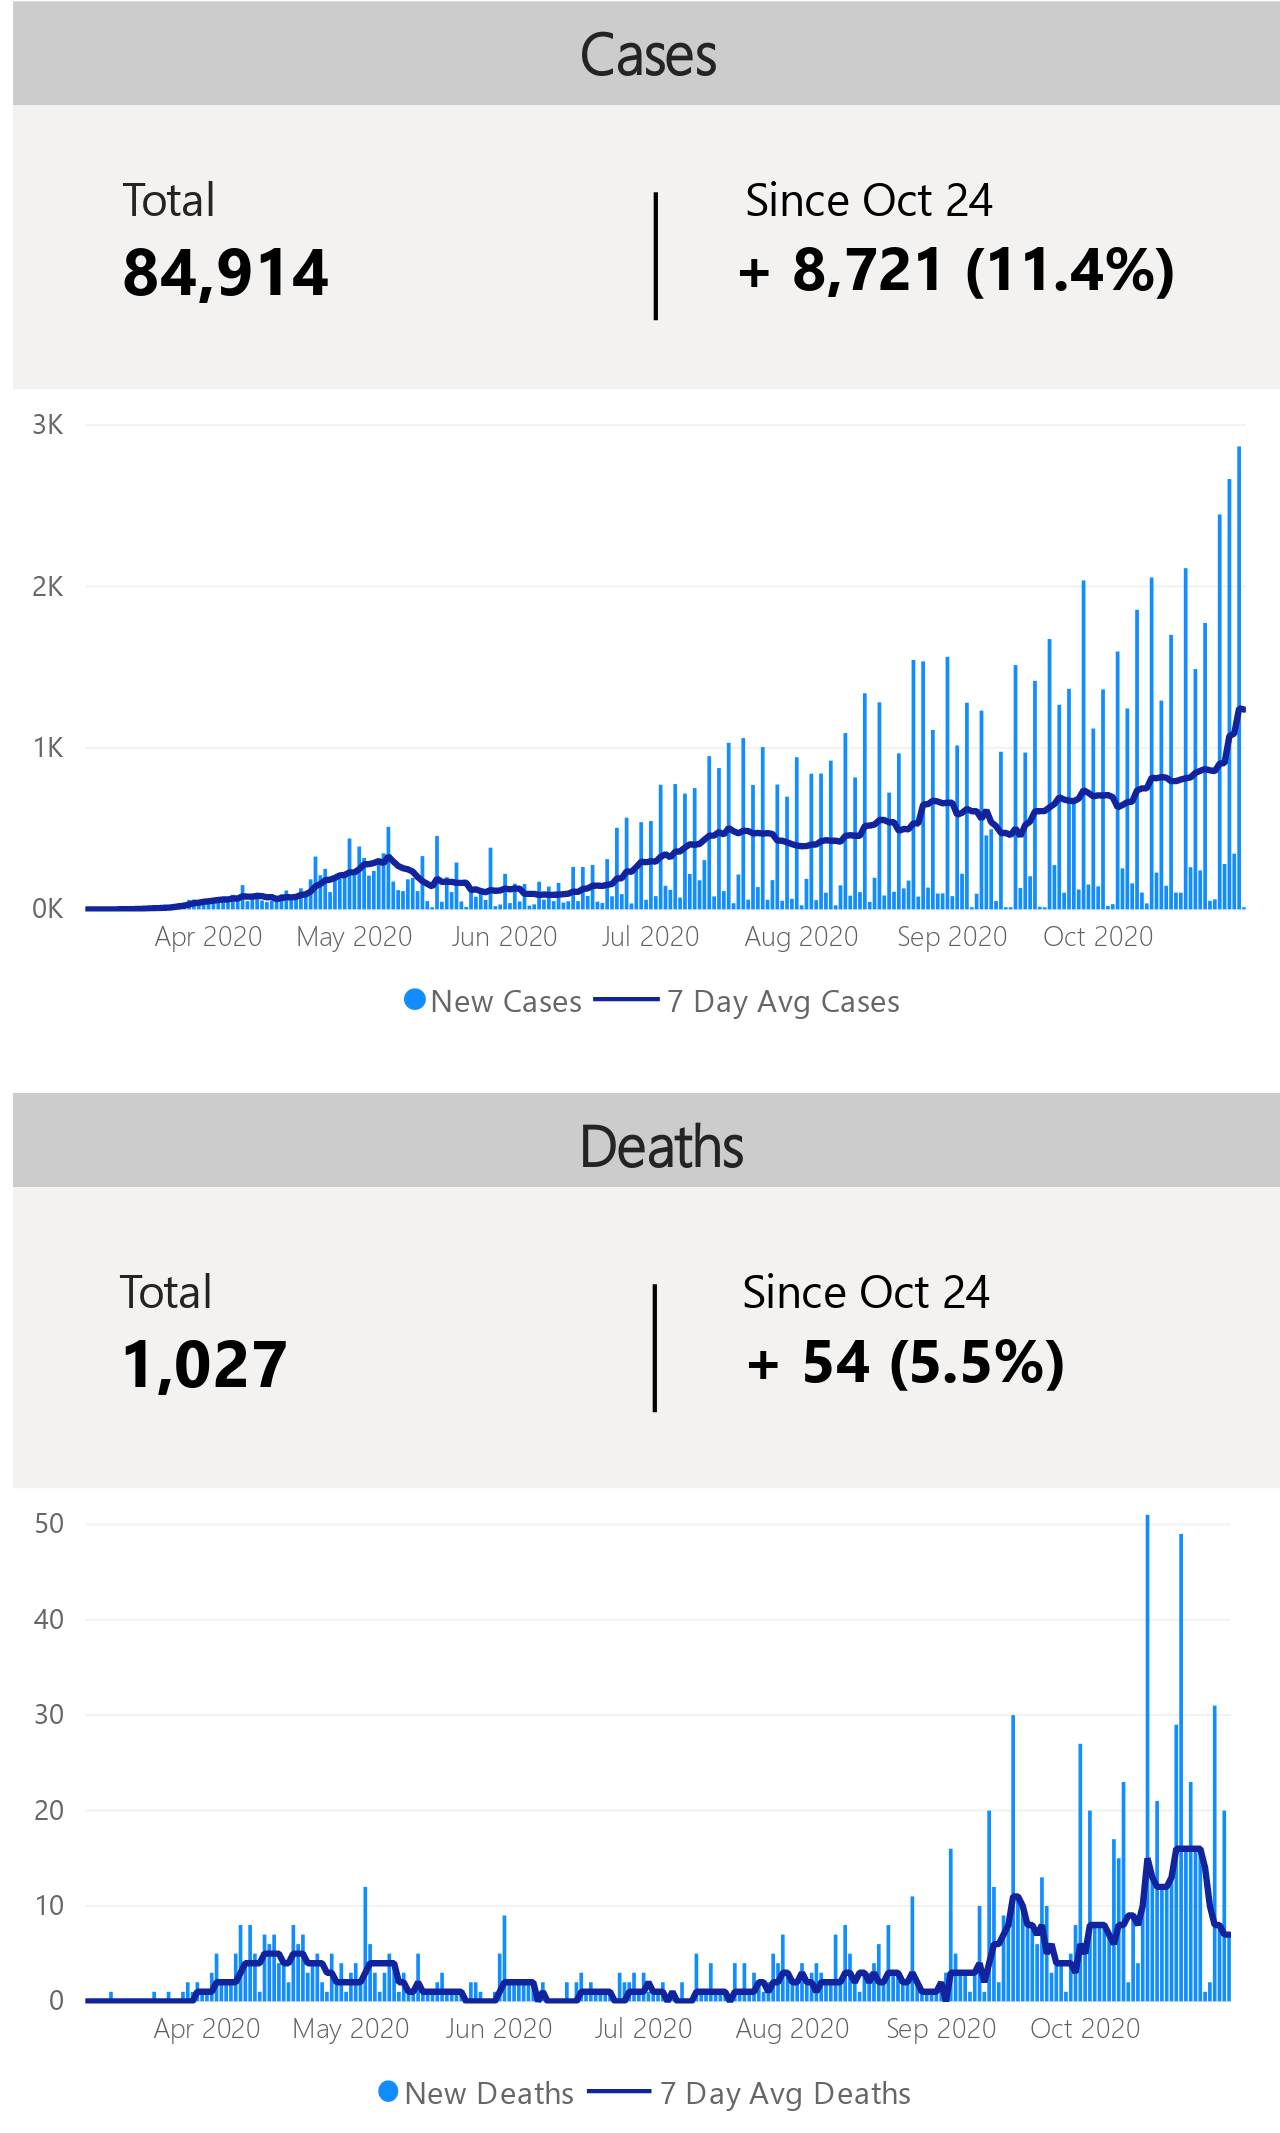 Cases
Total
Since Oct 24
84,914
+ 8,721 (11.4%)
3K
2K
1K
0K
Apr 2020 May 2020 Jun 2020 Jul 2020 Aug 2020 Sep 2020 Oct 2020
New Cases 7 Day Avg Cases
Deaths
Total
Since Oct 24
1,027
+ 54 (5.5%)
50
40
30
20
10
0
Apr 2020 May 2020 Jun 2020 Jul 2020 Aug 2020 Sep 2020 Oct 2020
New Deaths 7 Day Avg Deaths